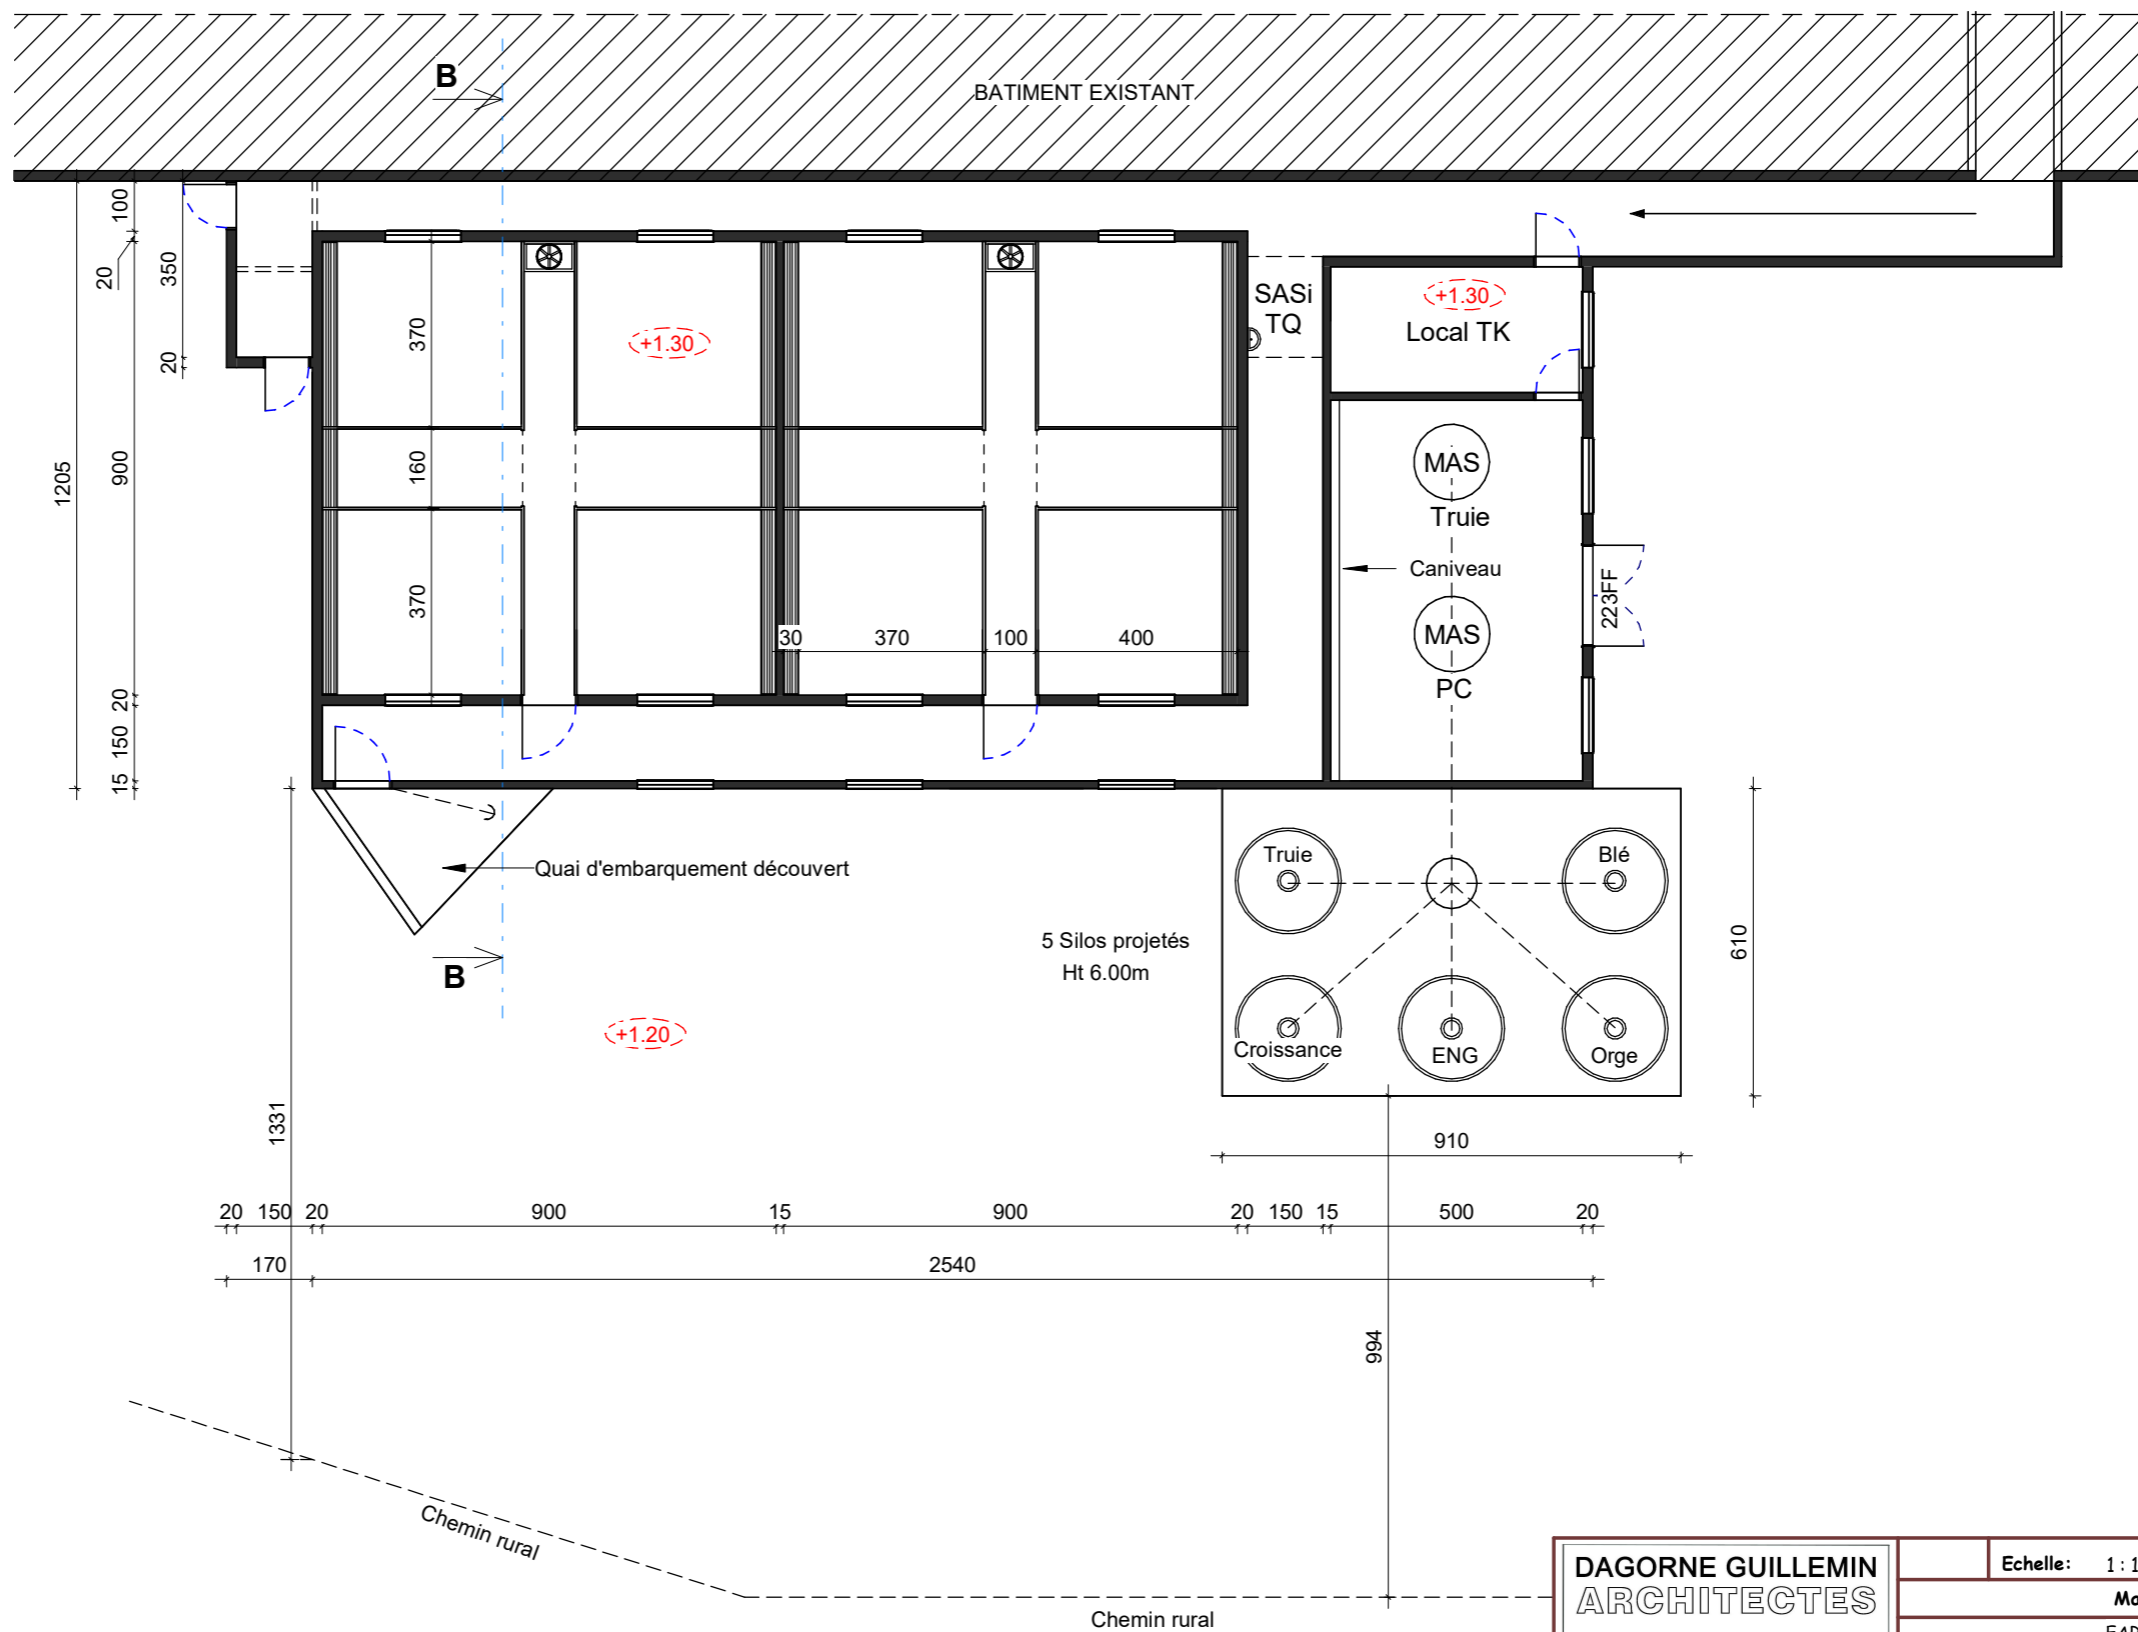 B
BATIMENT EXISTANT
100
20
350
20
1205
900
20
150
15
370
160
370
+1.30
SASi
TQ
+1.30
Local TK
MAS
Truie
Caniveau
MAS
PC
223FF
30
370
100
400
Quai d'embarquement découvert
B
+1.20
5 Silos projetés
Ht 6.00m
Truie
Blé
Croissance
ENG
Orge
610
910
1331
20
150
20
900
15
900
20
150
15
500
20
170
2540
994
Chemin rural
Chemin rural
DAGORNE GUILLEMIN
ARCHITECTES
Echelle: 1 : 1